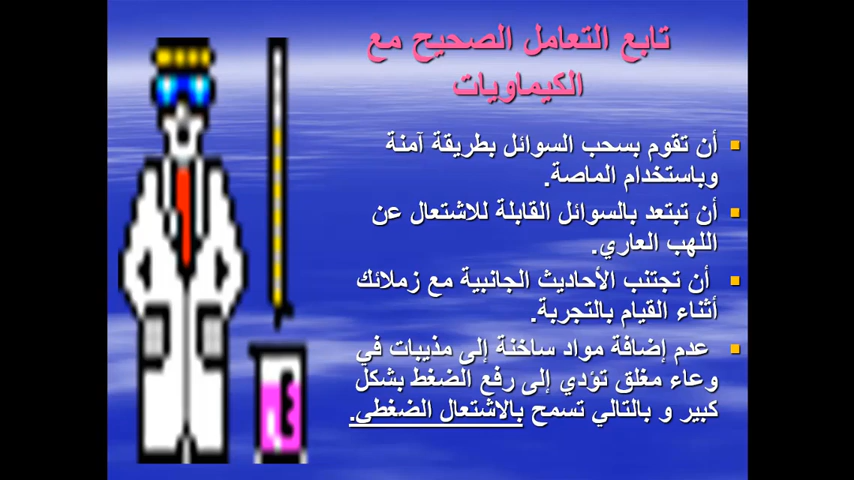 تابع التعامل الصحيح مع
الكيماويات
أن تقوم بسحب السوائل بطريقة آمنة
وباستخدام الماصة.
أن تبتعد بالسوائل القابلة للاشتعال عن
اللهب العاري.
أن تجتنب الأحاديث الجانبية مع زملائك
أثناء القيام بالتجربة.
عدم إضافة مواد ساخنة إلى مذيبات في
وعاء مغلق تؤدي إلى رفع الضغط بشكل
كبير و بالتالي تسمح بالاشتعال الضغطى.